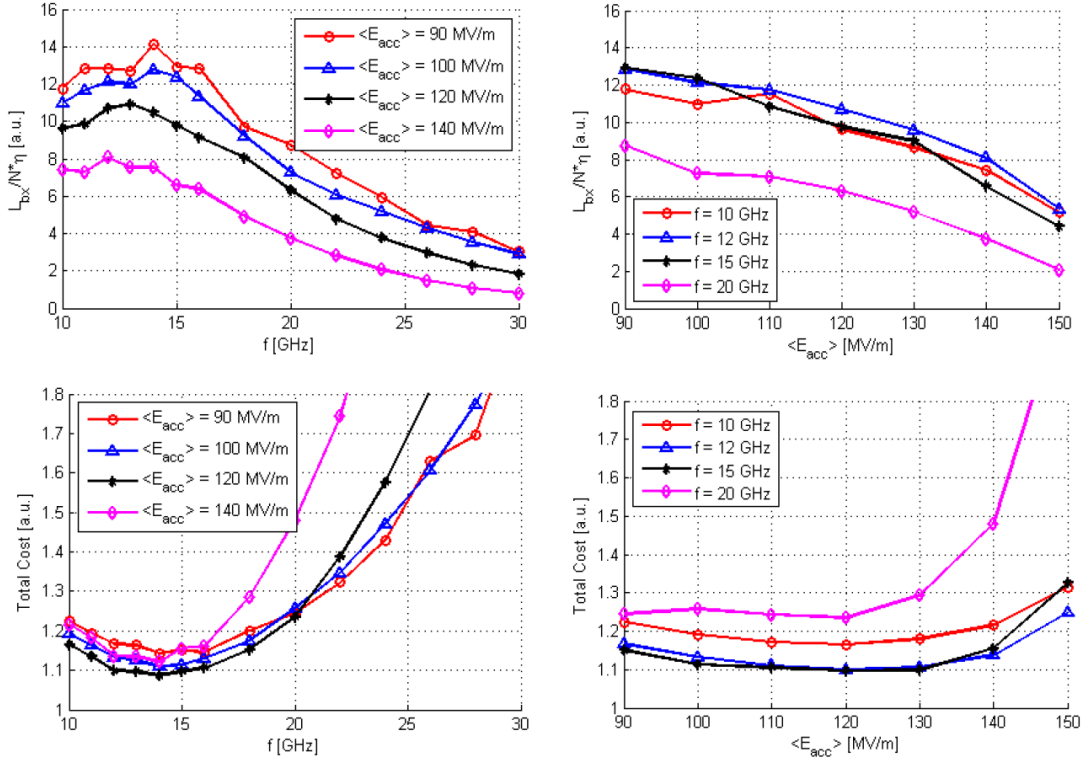 L_bx/N*η [a.u.]
16
14
12
10
8
6
4
2
0
<E_acc> = 90 MV/m
<E_acc> = 100 MV/m
<E_acc> = 120 MV/m
<E_acc> = 140 MV/m
10 15 20 25 30
f [GHz]
L_bx/N*η [a.u.]
16
14
12
10
8
6
4
2
0
f = 10 GHz
f = 12 GHz
f = 15 GHz
f = 20 GHz
90 100 110 120 130 140 150
<E_acc> [MV/m]
Total Cost [a.u.]
1.8
1.7
1.6
1.5
1.4
1.3
1.2
1.1
1
<E_acc> = 90 MV/m
<E_acc> = 100 MV/m
<E_acc> = 120 MV/m
<E_acc> = 140 MV/m
10 15 20 25 30
f [GHz]
Total Cost [a.u.]
1.8
1.7
1.6
1.5
1.4
1.3
1.2
1.1
1
f = 10 GHz
f = 12 GHz
f = 15 GHz
f = 20 GHz
90 100 110 120 130 140 150
<E_acc> [MV/m]